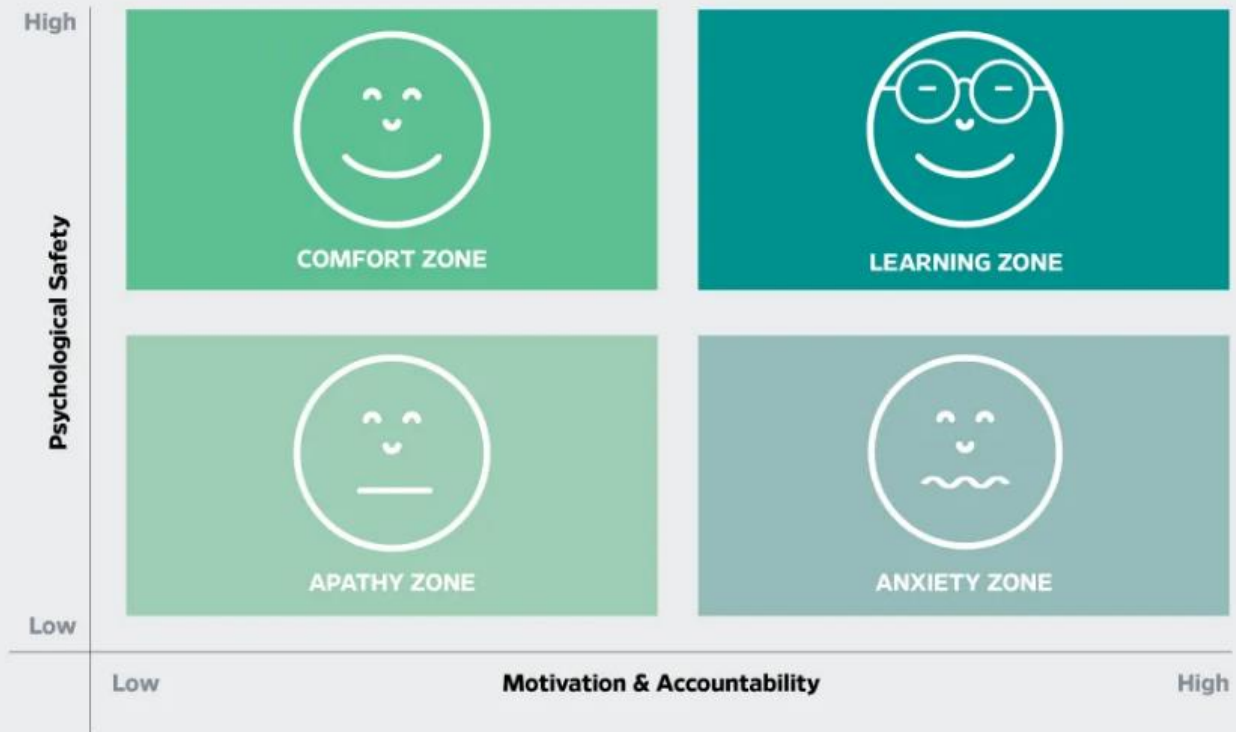 High
COMFORT ZONE
LEARNING ZONE
Psychological Safety
APATHY ZONE
ANXIETY ZONE
Low
Low
Motivation & Accountability
High